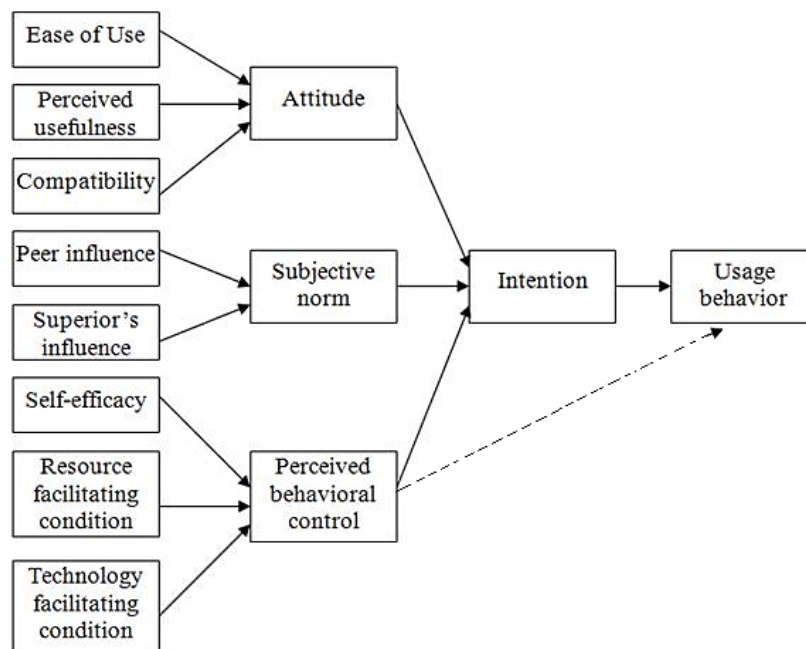 Ease of Use
Perceived
usefulness
Compatibility
Attitude
Peer influence
Superior's
influence
Subjective
norm
Intention
Usage
behavior
Self-efficacy
Resource
facilitating
condition
Technology
facilitating
condition
Perceived
behavioral
control